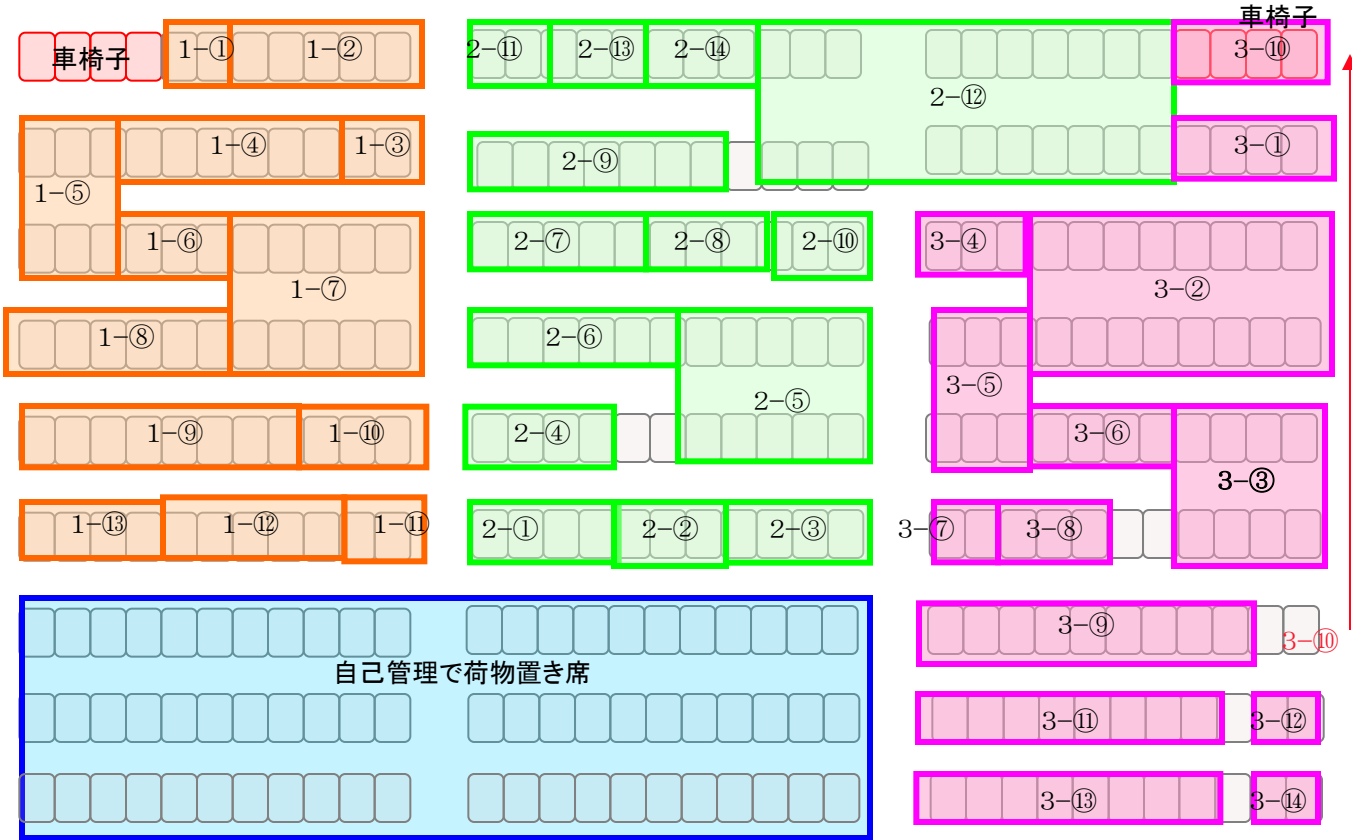 車椅子
車椅子 1-① 1-② 2-⑪ 2-⑬ 2-⑭ 3-⑩
2-⑫
1-④ 1-③ 2-⑨ 3-①
1-⑤
1-⑥ 2-⑦ 2-⑧ 2-⑩ 3-④
1-⑦ 3-②
1-⑧ 2-⑥
3-⑤
2-⑤
1-⑨ 1-⑩ 2-④ 3-⑥
3-③
1-⑬ 1-⑫ 1-⑪ 2-① 2-② 2-③ 3-⑦ 3-⑧
3-⑨
3-⑩
自己管理で荷物置き席
3-⑪ 3-⑫
3-⑬ 3-⑭